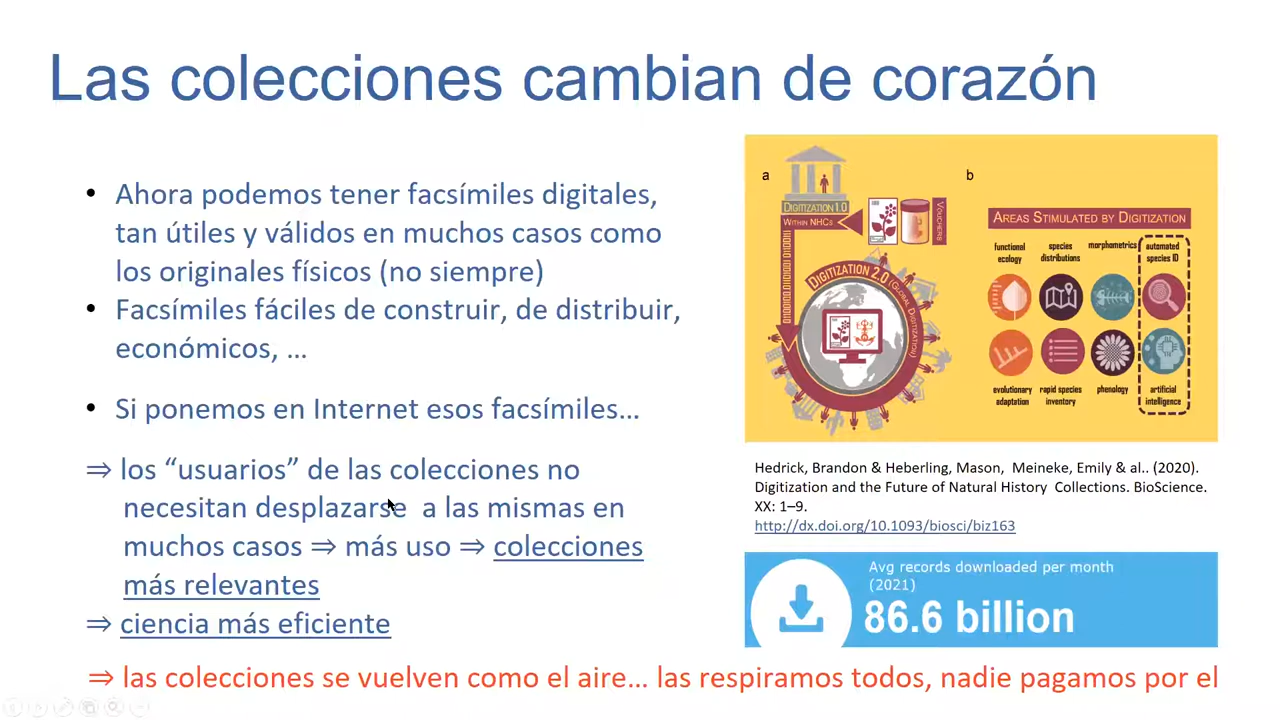 Las colecciones cambian de corazón
• Ahora podemos tener facsímiles digitales,
tan útiles y válidos en muchos casos como
los originales físicos (no siempre)
• Facsímiles fáciles de construir, de distribuir,
económicos, …
• Si ponemos en Internet esos facsímiles…
⇒ los “usuarios” de las colecciones no
necesitan desplazarse a las mismas en
muchos casos ⇒ más uso ⇒ colecciones
más relevantes
⇒ ciencia más eficiente
⇒ las colecciones se vuelven como el aire… las respiramos todos, nadie pagamos por el
a
DIGITIZATION 1.0
WITHIN NHCS
VOUCHERS
DIGITIZATION 2.0 (GLOBAL DIGITIZATION)
b
AREAS STIMULATED BY DIGITIZATION
functional
ecology
species
distributions
morphometrics
automated
species ID
evolutionary
adaptation
rapid species
inventory
phenology
artificial
intelligence
Hedrick, Brandon & Heberling, Mason, Meineke, Emily & al.. (2020).
Digitization and the Future of Natural History Collections. BioScience.
XX: 1–9.
http://dx.doi.org/10.1093/biosci/biz163
Avg records downloaded per month
(2021)
86.6 billion